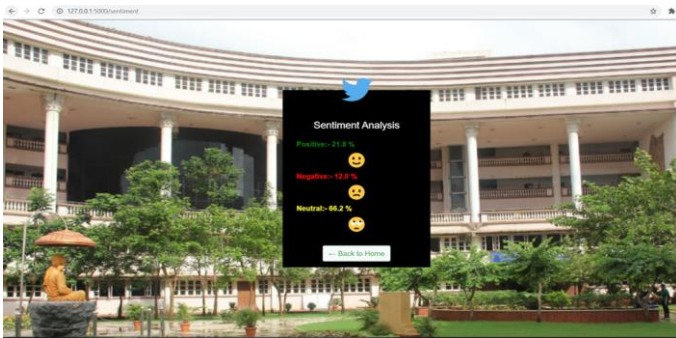 127.0.0.1:5000/sentiment
Sentiment Analysis
Positive:- 21.8 %
Negative:- 12.0 %
Neutral:- 66.2 %
← Back to Home